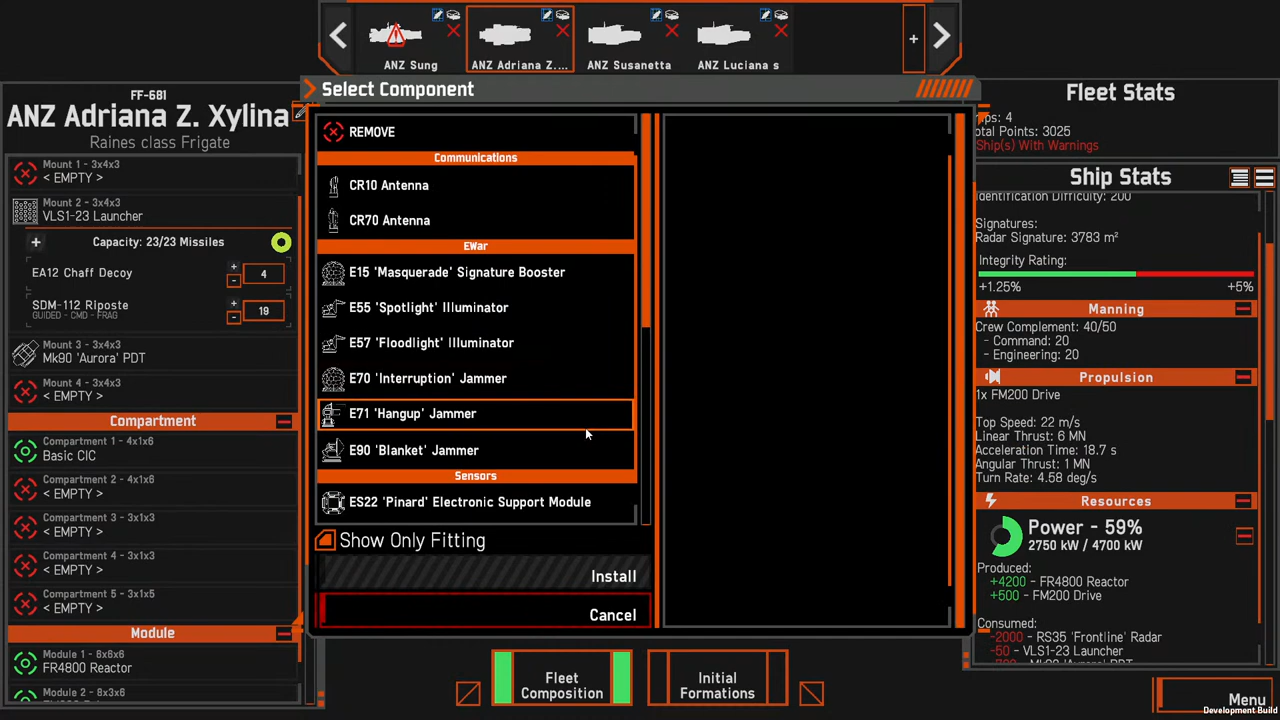 ANZ Sung
ANZ Adriana Z....
ANZ Susanetta
ANZ Luciana s
+
FF-681
ANZ Adriana Z. Xylina
Raines class Frigate
Mount 1 - 3x4x3
< EMPTY >
Mount 2 - 3x4x3
VLS1-23 Launcher
+
Capacity: 23/23 Missiles
EA12 Chaff Decoy
+
-
4
SDM-112 Riposte
GUIDED - CMD - FRAG
+
-
19
Mount 3 - 3x4x3
Mk90 'Aurora' PDT
Mount 4 - 3x4x3
< EMPTY >
Compartment
Compartment 1 - 4x1x6
Basic CIC
Compartment 2 - 4x1x6
< EMPTY >
Compartment 3 - 3x1x3
< EMPTY >
Compartment 4 - 3x1x3
< EMPTY >
Compartment 5 - 3x1x5
< EMPTY >
Module
Module 1 - 6x6x6
FR4800 Reactor
Module 2 - 8x3x6
Select Component
REMOVE
Communications
CR10 Antenna
CR70 Antenna
EWar
E15 'Masquerade' Signature Booster
E55 'Spotlight' Illuminator
E57 'Floodlight' Illuminator
E70 'Interruption' Jammer
E71 'Hangup' Jammer
E90 'Blanket' Jammer
Sensors
ES22 'Pinard' Electronic Support Module
Show Only Fitting
Install
Cancel
Fleet
Composition
Initial
Formations
Fleet Stats
ips: 4
otal Points: 3025
Ship(s) With Warnings
Ship Stats
Identification Difficulty: 200
Signatures:
Radar Signature: 3783 m²
Integrity Rating:
+1.25%
+5%
Manning
Crew Complement: 40/50
- Command: 20
- Engineering: 20
Propulsion
1x FM200 Drive
Top Speed: 22 m/s
Linear Thrust: 6 MN
Acceleration Time: 18.7 s
Angular Thrust: 1 MN
Turn Rate: 4.58 deg/s
Resources
Power - 59%
2750 kW / 4700 kW
Produced:
+4200 - FR4800 Reactor
+500 - FM200 Drive
Consumed:
-2000 - RS35 'Frontline' Radar
-50 - VLS1-23 Launcher
-700 - Mk90 'Aurora' PDT
Menu
Development Build